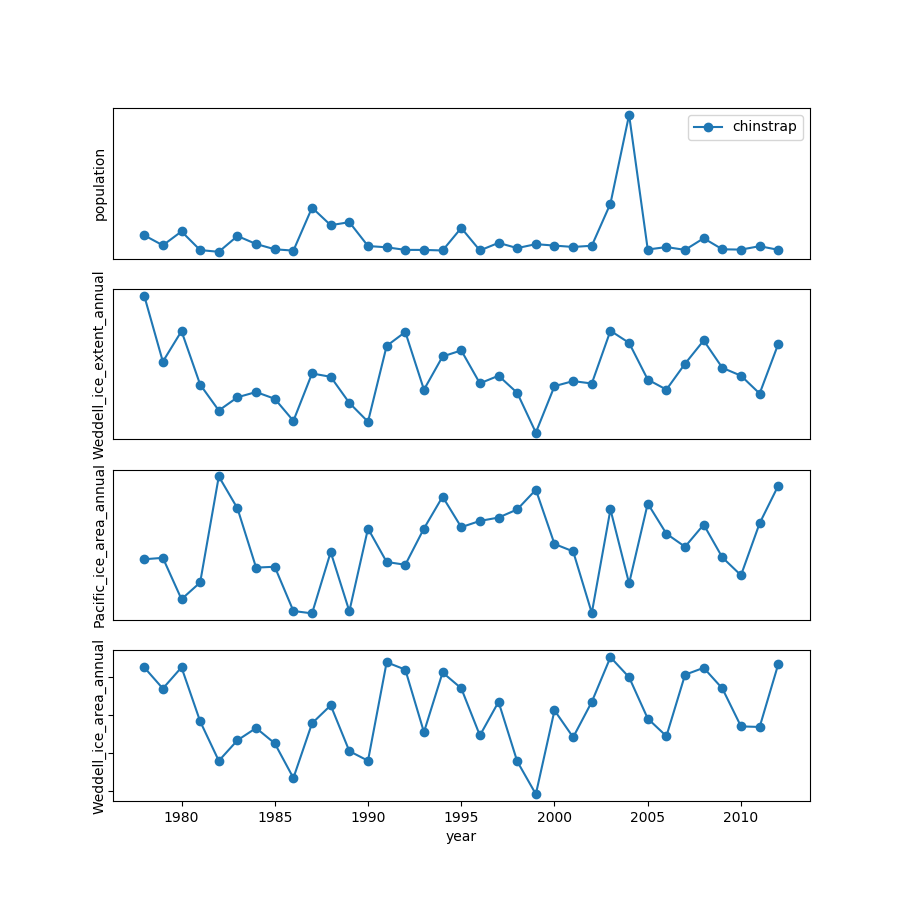 chinstrap
population
Weddell_ice_extent_annual
Pacific_ice_area_annual
Weddell_ice_area_annual
1980 1985 1990 1995 2000 2005 2010
year